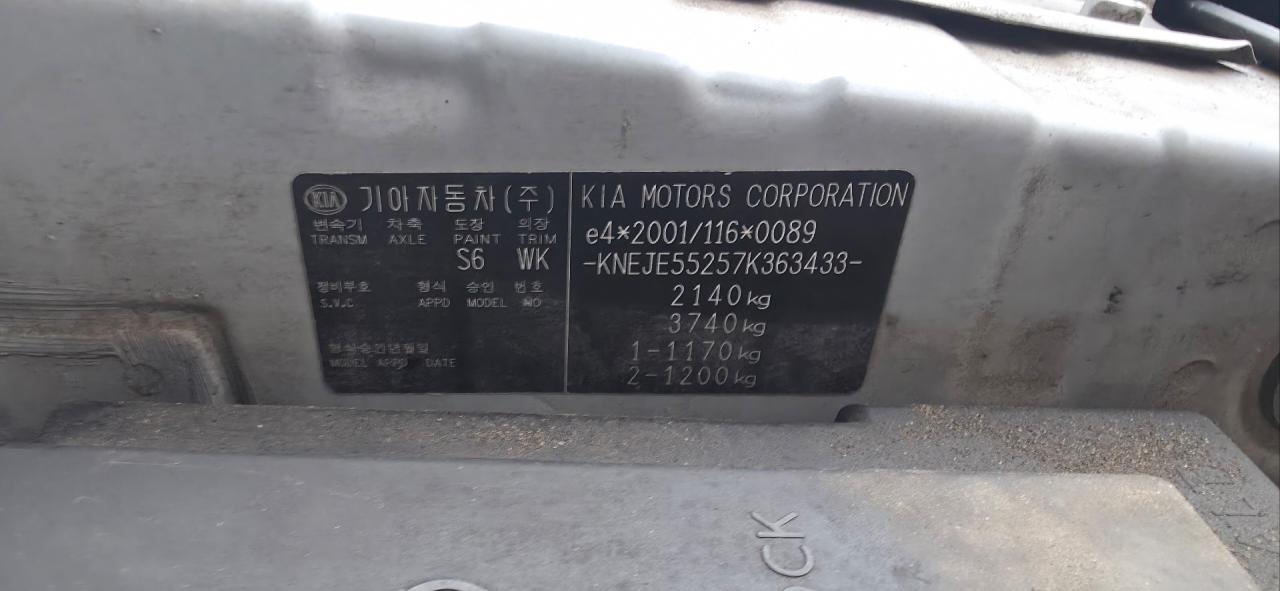 KIA 기아자동차(주)
변속기 차축 도장 의장
TRANSM AXLE PAINT TRIM
S6 WK
정비부호 형식 승인 번호
S.V.C APPD MODEL NO
형식승인년월일
MODEL APPD DATE
KIA MOTORS CORPORATION
e4*2001/116*0089
-KNEJE55257K363433-
2140kg
3740kg
1-1170kg
2-1200kg